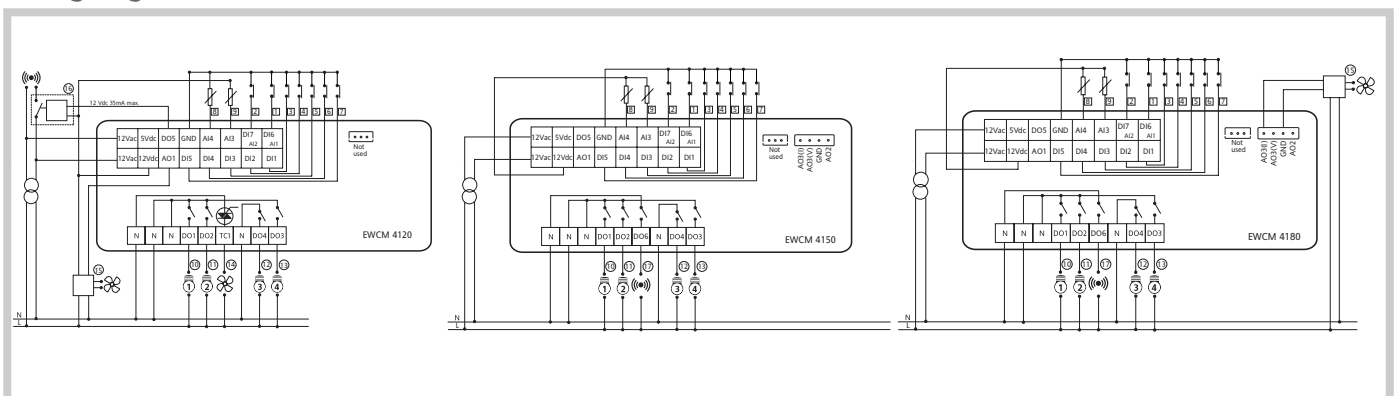 16
12 Vdc 35mA max.
8 9 2 1 3 4 5 6 7
12Vac 5Vdc DO5 GND AI4 AI3 DI7 AI2 DI6 AI1
12Vac 12Vdc AO1 DI5 DI4 DI3 DI2 DI1
Not
used
N N N DO1 DO2 TC1 N DO4 DO3
EWCM 4120
15 10 11 14 12 13
1 2 3 4
N
L
8 9 2 1 3 4 5 6 7
12Vac 5Vdc DO5 GND AI4 AI3 DI7 AI2 DI6 AI1
12Vac 12Vdc AO1 DI5 DI4 DI3 DI2 DI1
Not
used
AO3(I)
AO3(V)
GND
AO2
N N N DO1 DO2 DO6 N DO4 DO3
EWCM 4150
10 11 17 12 13
1 2 3 4
N
L
15
8 9 2 1 3 4 5 6 7
12Vac 5Vdc DO5 GND AI4 AI3 DI7 AI2 DI6 AI1
12Vac 12Vdc AO1 DI5 DI4 DI3 DI2 DI1
Not
used
AO3(I)
AO3(V)
GND
AO2
N N N DO1 DO2 DO6 N DO4 DO3
EWCM 4180
10 11 17 12 13
1 2 3 4
N
L